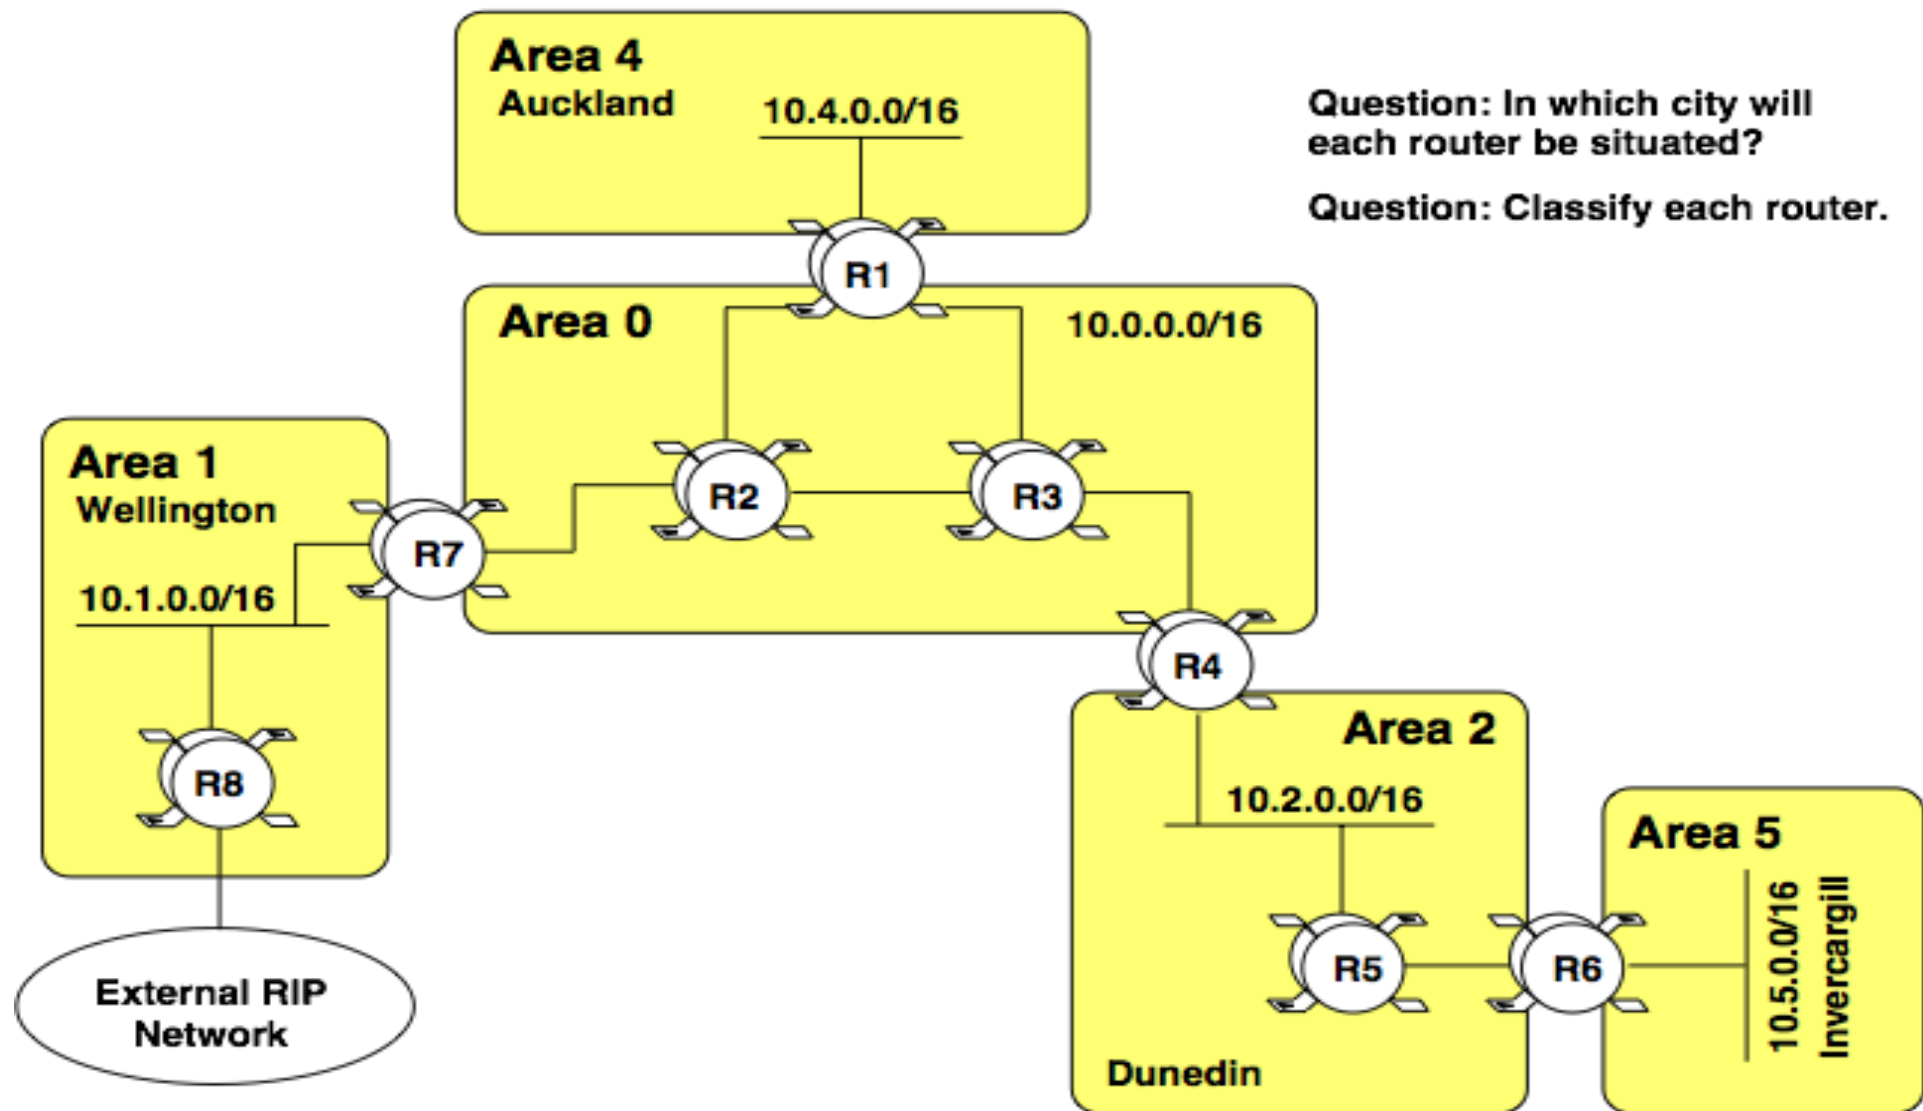 Area 4
Auckland
10.4.0.0/16
Question: In which city will
each router be situated?
Question: Classify each router.
R1
Area 0
10.0.0.0/16
Area 1
Wellington
R2
R3
R7
10.1.0.0/16
R4
Area 2
R8
10.2.0.0/16
Area 5
10.5.0.0/16
Invercargill
R5
R6
External RIP
Network
Dunedin